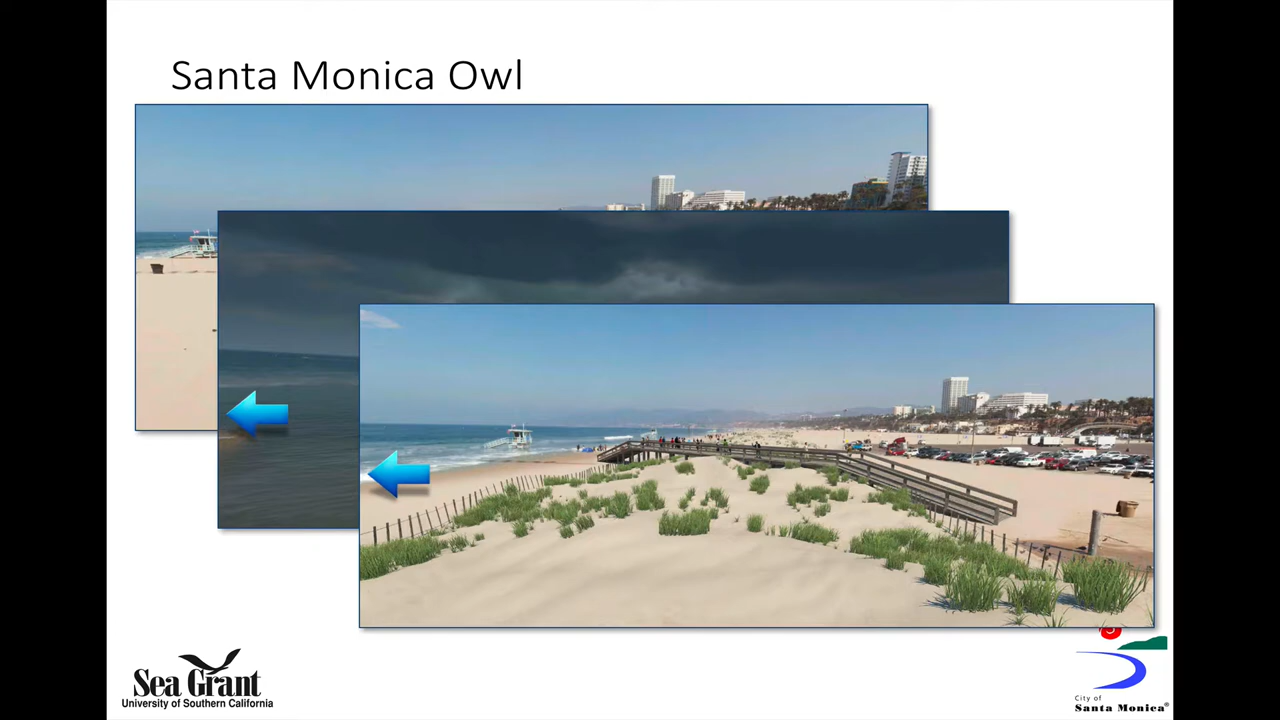 Santa Monica Owl
Sea Grant
University of Southern California
City of
Santa Monica®